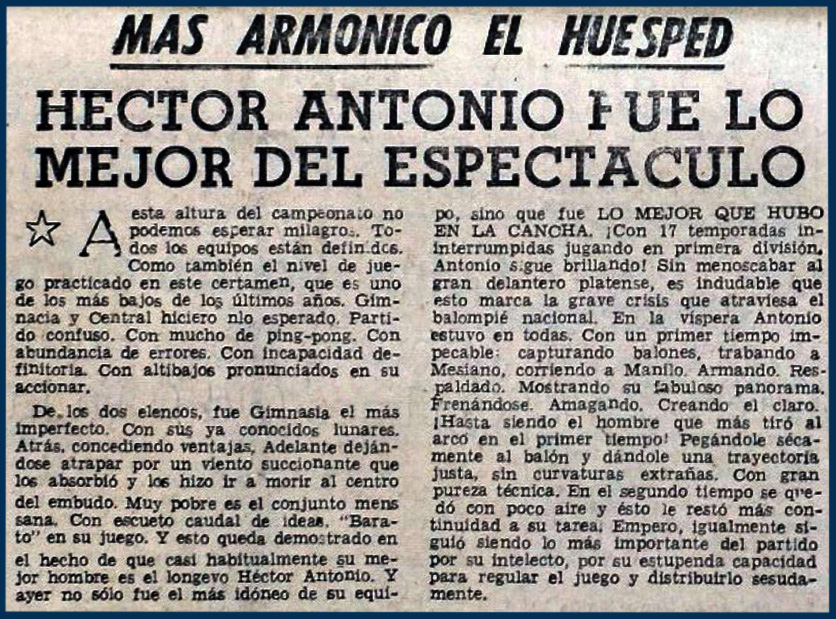 MAS ARMONICO EL HUESPED
HECTOR ANTONIO FUE LO
MEJOR DEL ESPECTACULO
A esta altura del campeonato no
podemos esperar milagros. To-
dos los equipos están definidos.
Como también el nivel de jue-
go practicado en este certamen, que es uno
de los más bajos de los últimos años. Gim-
nacia y Central hiciero nlo esperado. Parti-
do confuso. Con mucho de ping-pong. Con
abundancia de errores. Con incapacidad de-
finitoria. Con altibajos pronunciados en su
accionar.
De los dos elencos, fue Gimnasia el más
imperfecto. Con sus ya conocidos lunares.
Atrás, concediendo ventajas, Adelante deján-
dose atrapar por un viento succionante que
los absorbió y los hizo ir a morir al centro
del embudo. Muy pobre es el conjunto mens
sana. Con escueto caudal de ideas. "Bara-
to" en su juego. Y esto queda demostrado en
el hecho de que casi habitualmente su me-
jor hombre es el longevo Héctor Antonio. Y
ayer no sólo fue el más idóneo de su equi-
po, sino que fue LO MEJOR QUE HUBO
EN LA CANCHA. ¡Con 17 temporadas in-
interrumpidas jugando en primera división,
Antonio sigue brillando! Sin menoscabar al
gran delantero platense, es indudable que
esto marca la grave crisis que atraviesa el
balompié nacional. En la víspera Antonio
estuvo en todas. Con un primer tiempo im-
pecable: capturando balones, trabando a
Mesiano, corriendo a Manilo. Armando. Res-
paldado. Mostrando su fabuloso panorama.
Frenándose. Amagando. Creando el claro.
¡Hasta siendo el hombre que más tiró al
arco en el primer tiempo! Pegándole séca-
mente al balón y dándole una trayectoria
justa, sin curvaturas extrañas. Con gran
pureza técnica. En el segundo tiempo se que-
dó con poco aire y ésto le restó más con-
tinuidad a su tarea. Empero, igualmente si-
guió siendo lo más importante del partido
por su intelecto, por su estupenda capacidad
para regular el juego y distribuirlo sesuda-
mente.